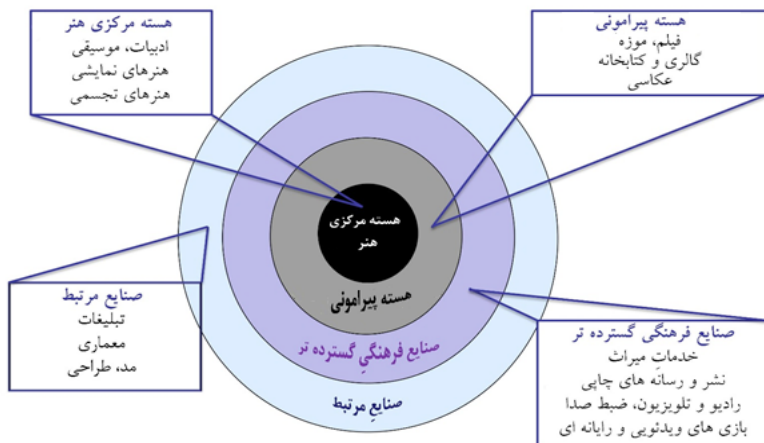 هسته مرکزی هنر
ادبیات، موسیقی
هنرهای نمایشی
هنرهای تجسمی
هسته پیرامونی
فیلم، موزه
گالری و کتابخانه
عکاسی
هسته مرکزی
هنر
هسته پیرامونی
صنایع فرهنگیِ گسترده تر
صنایعِ مرتبط
صنایع مرتبط
تبلیغات
معماری
مد، طراحی
صنایع فرهنگی گسترده تر
خدماتِ میراث
نشر و رسانه های چاپی
رادیو و تلویزیون، ضبط صدا
بازی های ویدئویی و رایانه ای